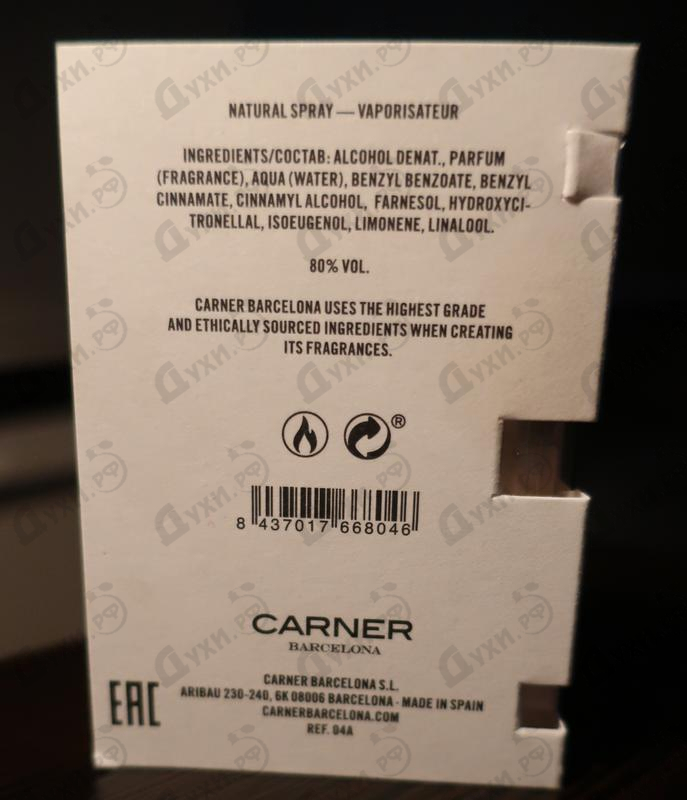 NATURAL SPRAY — VAPORISATEUR
INGREDIENTS/СОСТАВ: ALCOHOL DENAT., PARFUM
(FRAGRANCE), AQUA (WATER), BENZYL BENZOATE, BENZYL
CINNAMATE, CINNAMYL ALCOHOL, FARNESOL, HYDROXYCI-
TRONELLAL, ISOEUGENOL, LIMONENE, LINALOOL.
80% VOL.
CARNER BARCELONA USES THE HIGHEST GRADE
AND ETHICALLY SOURCED INGREDIENTS WHEN CREATING
ITS FRAGRANCES.
®
8 437017 668046
CARNER
BARCELONA
CARNER BARCELONA S.L.
ARIBAU 230-240, 6K 08006 BARCELONA · MADE IN SPAIN
CARNERBARCELONA.COM
REF. 04A
EAC
Духи.РФ